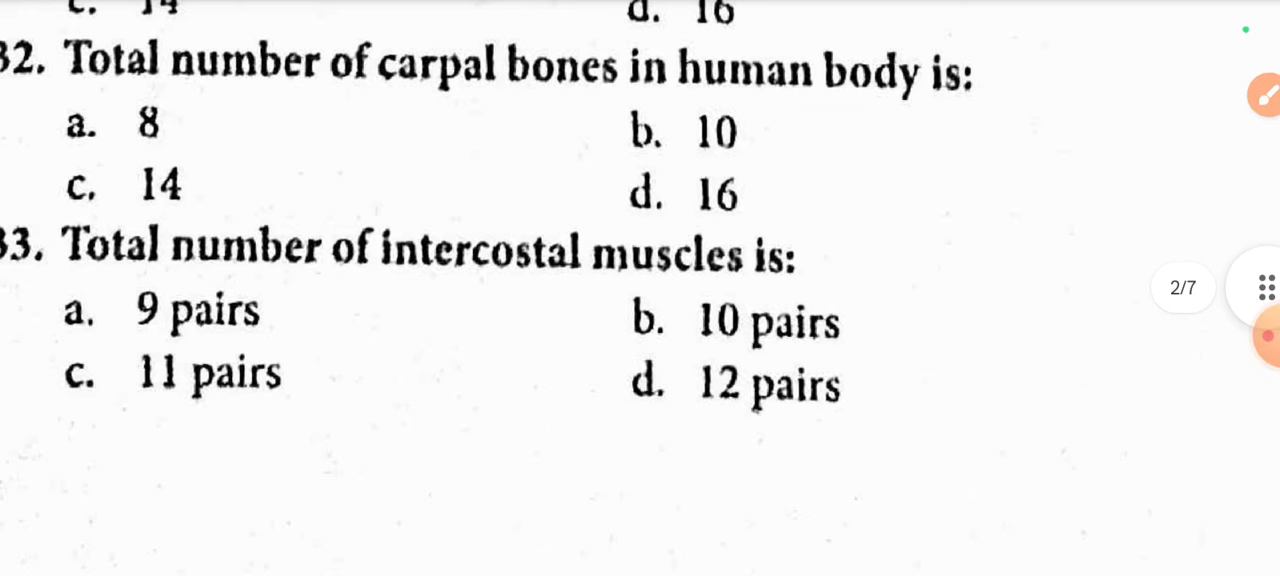 c. 14 d. 16
32. Total number of carpal bones in human body is:
a. 8 b. 10
c. 14 d. 16
33. Total number of intercostal muscles is:
a. 9 pairs b. 10 pairs
2/7
c. 11 pairs d. 12 pairs